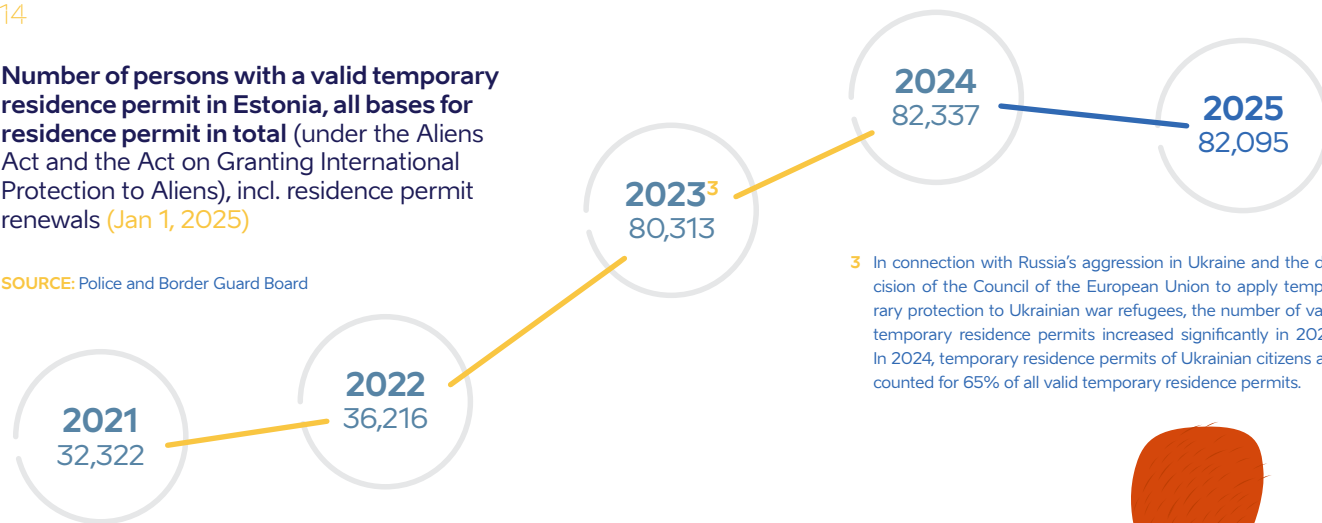 14
Number of persons with a valid temporary
residence permit in Estonia, all bases for
residence permit in total (under the Aliens
Act and the Act on Granting International
Protection to Aliens), incl. residence permit
renewals (Jan 1, 2025)
SOURCE: Police and Border Guard Board
2021
32,322
2022
36,216
2023³
80,313
2024
82,337
2025
82,095
3 In connection with Russia’s aggression in Ukraine and the d
cision of the Council of the European Union to apply temp
rary protection to Ukrainian war refugees, the number of va
temporary residence permits increased significantly in 202
In 2024, temporary residence permits of Ukrainian citizens a
counted for 65% of all valid temporary residence permits.